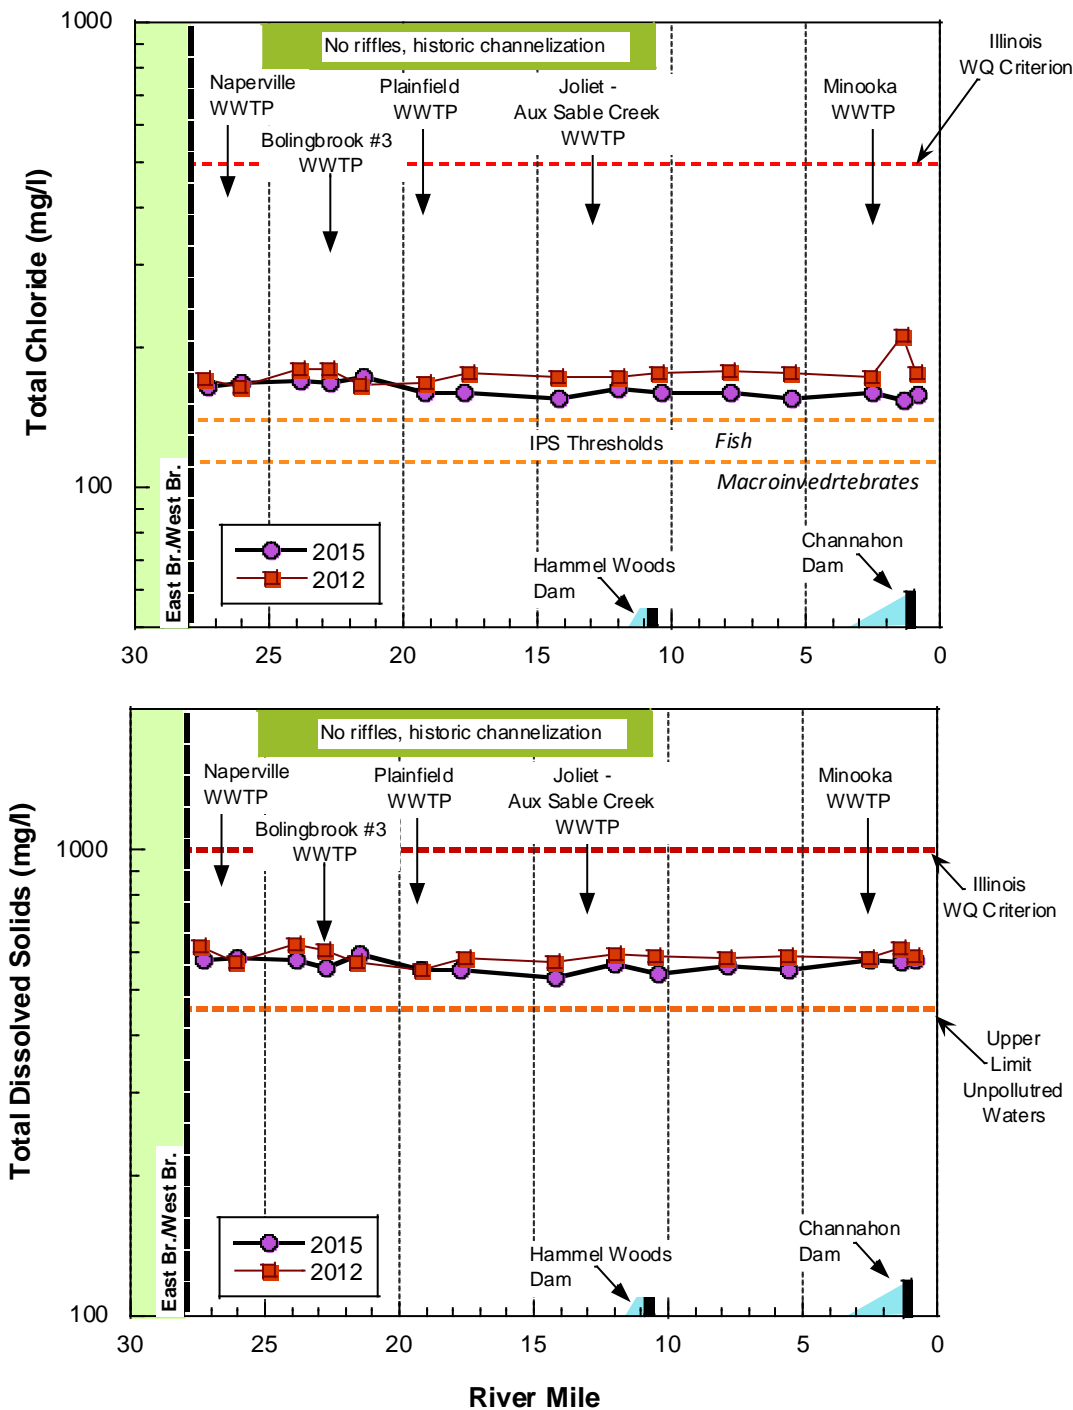 1000
No riffles, historic channelization
Illinois
WQ Criterion
Naperville
WWTP
Plainfield
WWTP
Joliet -
Aux Sable Creek
WWTP
Minooka
WWTP
Bolingbrook #3
WWTP
Total Chloride (mg/l)
IPS Thresholds
Fish
Macroinvedrtebrates
100
East Br./West Br.
2015
2012
Hammel Woods
Dam
Channahon
Dam
30
25
20
15
10
5
0
No riffles, historic channelization
Naperville
WWTP
Plainfield
WWTP
Joliet -
Aux Sable Creek
WWTP
Minooka
WWTP
Bolingbrook #3
WWTP
1000
Illinois
WQ Criterion
Total Dissolved Solids (mg/l)
Upper
Limit
Unpollutred
Waters
East Br./West Br.
2015
2012
Hammel Woods
Dam
Channahon
Dam
100
30
25
20
15
10
5
0
River Mile